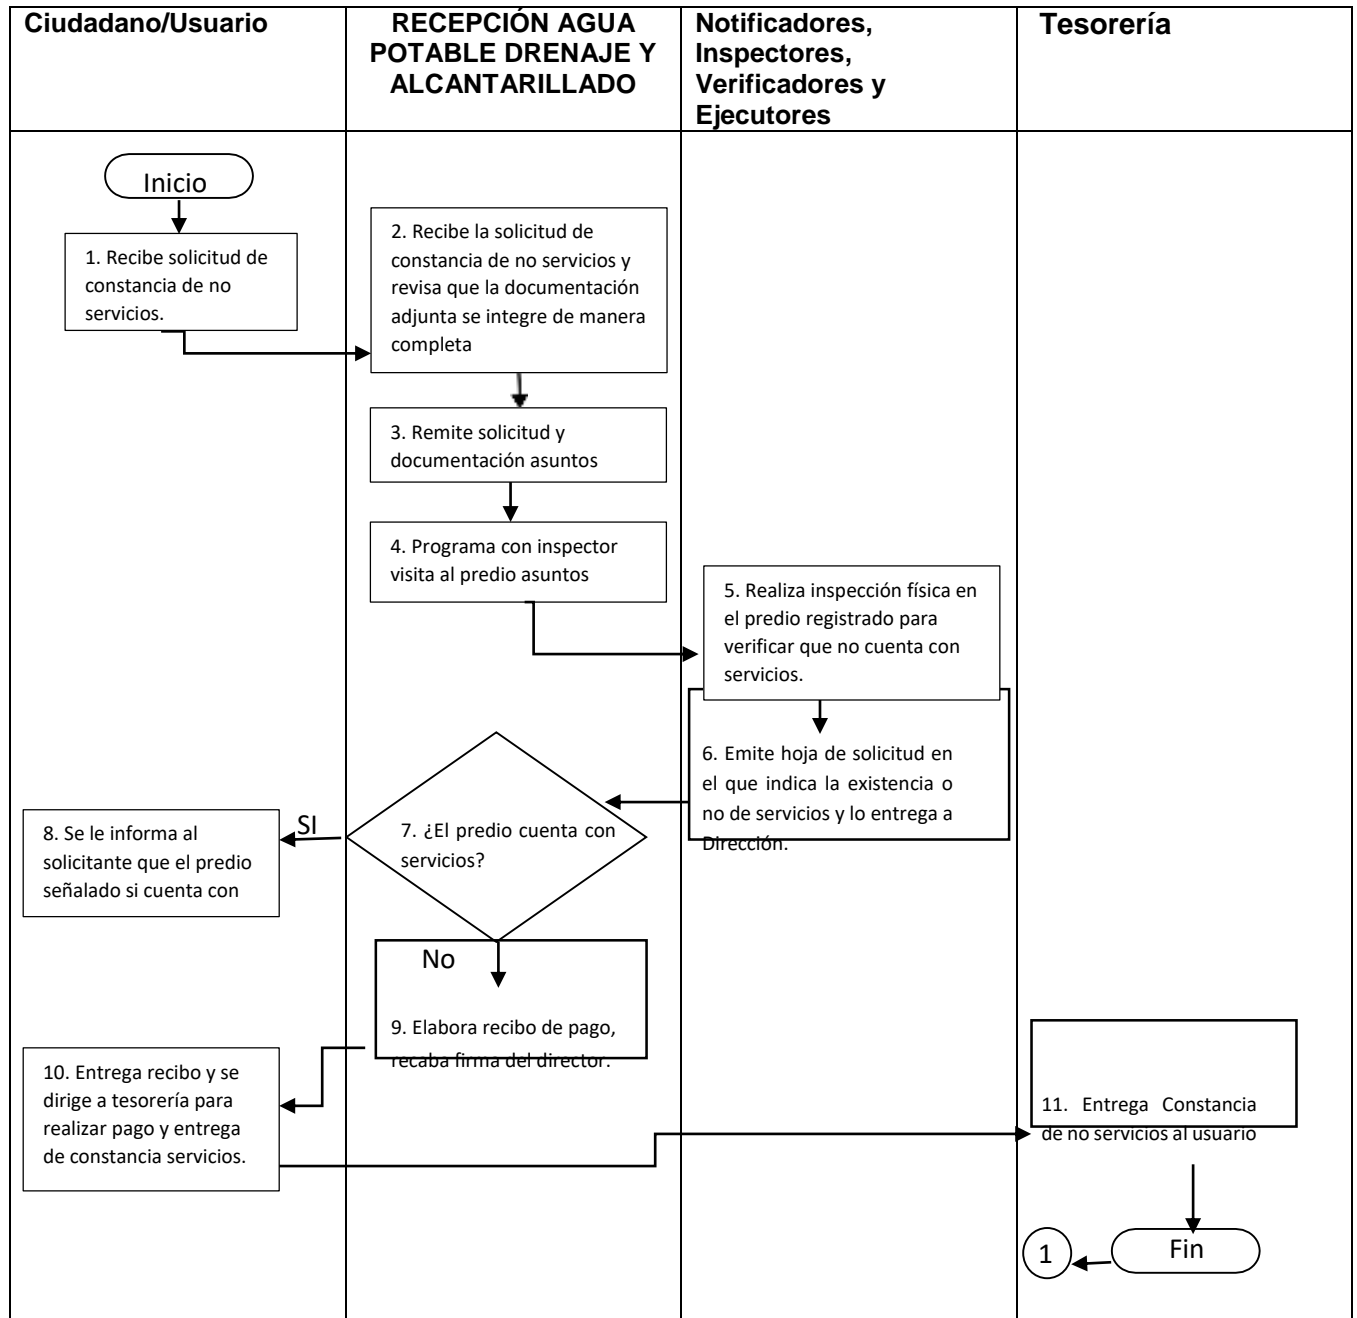 Ciudadano/Usuario
RECEPCIÓN AGUA
POTABLE DRENAJE Y
ALCANTARILLADO
Notificadores,
Inspectores,
Verificadores y
Ejecutores
Tesorería
Inicio
1. Recibe solicitud de
constancia de no
servicios.
2. Recibe la solicitud de
constancia de no servicios y
revisa que la documentación
adjunta se integre de manera
completa
3. Remite solicitud y
documentación asuntos
4. Programa con inspector
visita al predio asuntos
5. Realiza inspección física en
el predio registrado para
verificar que no cuenta con
servicios.
6. Emite hoja de solicitud en
el que indica la existencia o
no de servicios y lo entrega a
Dirección.
7. ¿El predio cuenta con
servicios?
SI
8. Se le informa al
solicitante que el predio
señalado si cuenta con
No
9. Elabora recibo de pago,
recaba firma del director.
10. Entrega recibo y se
dirige a tesorería para
realizar pago y entrega
de constancia servicios.
11. Entrega Constancia
de no servicios al usuario
Fin
1